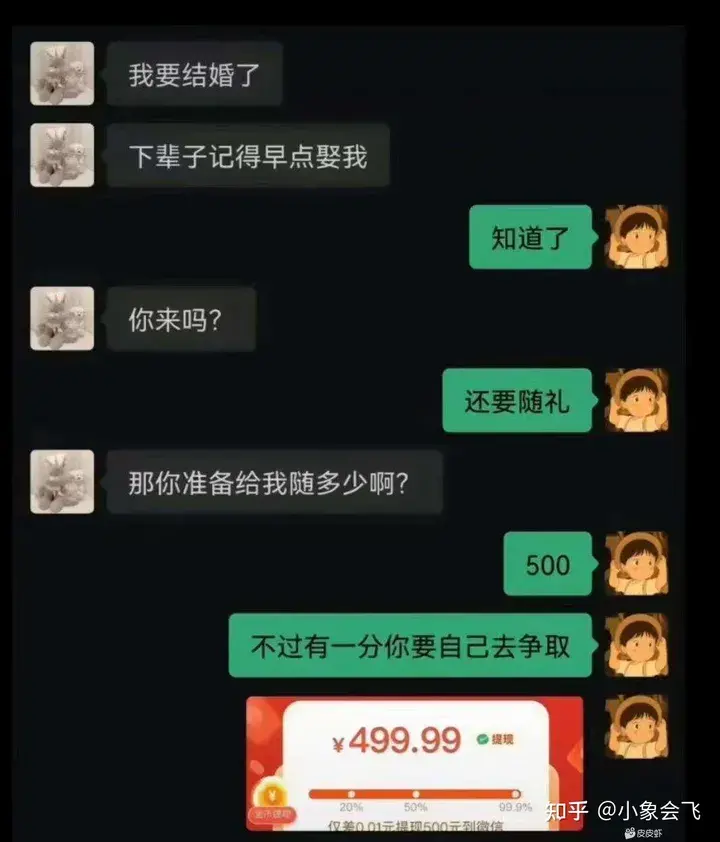 我要结婚了
下辈子记得早点娶我
知道了
你来吗?
还要随礼
那你准备给我随多少啊?
500
不过有一分你要自己去争取
¥499.99 提现
20% 50% 99.9%
仅差0.01元提现500元到微信
知乎 @小象会飞
皮皮虾